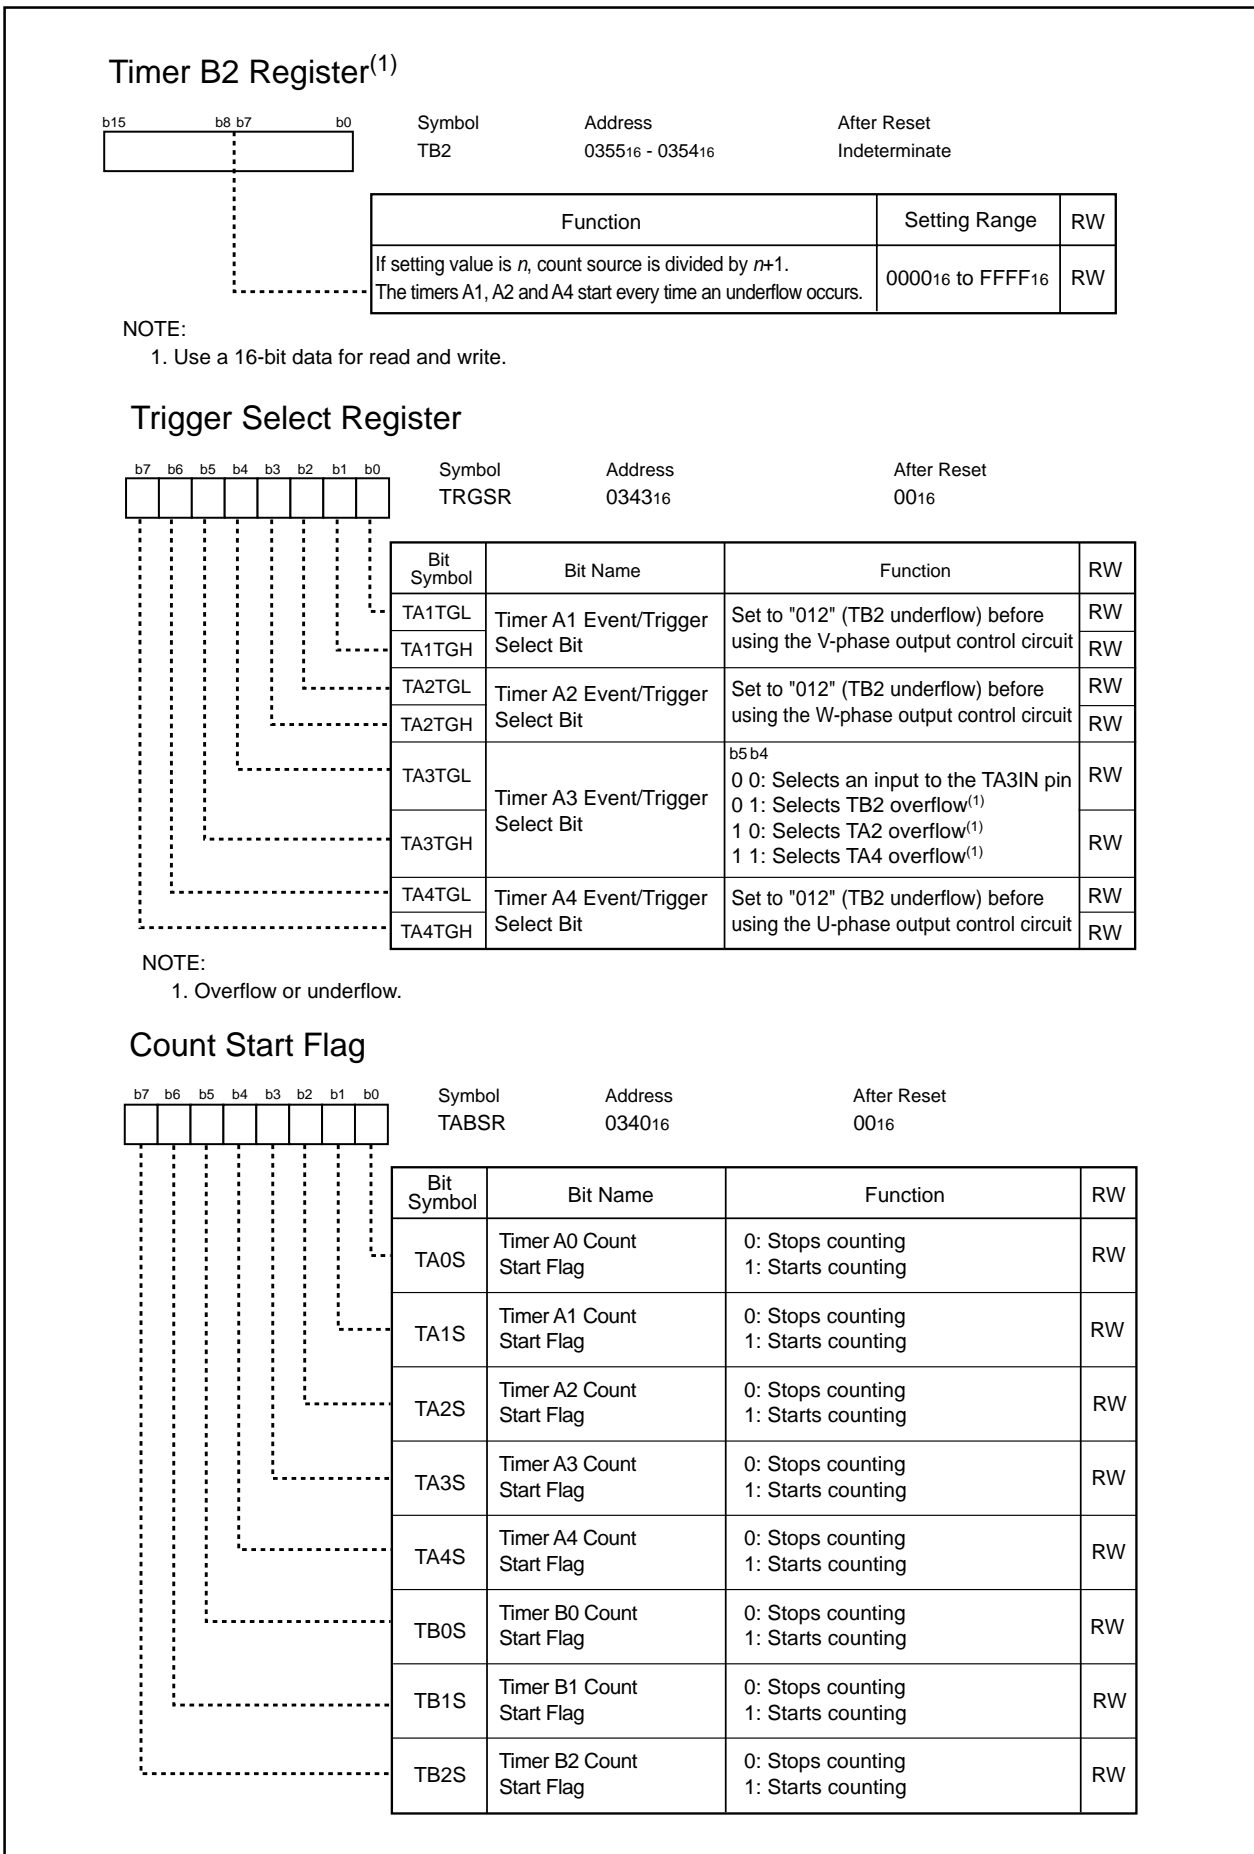 Timer B2 Register(1)
b15 b8 b7 b0 Symbol Address After Reset
TB2 035516 - 035416 Indeterminate
Function Setting Range RW
If setting value is n, count source is divided by n+1.
The timers A1, A2 and A4 start every time an underflow occurs.
000016 to FFFF16 RW
NOTE:
1. Use a 16-bit data for read and write.
Trigger Select Register
b7 b6 b5 b4 b3 b2 b1 b0 Symbol Address After Reset
TRGSR 034316 0016
Bit
Symbol
Bit Name Function RW
TA1TGL
TA1TGH
Timer A1 Event/Trigger
Select Bit
Set to "012" (TB2 underflow) before
using the V-phase output control circuit
RW
RW
TA2TGL
TA2TGH
Timer A2 Event/Trigger
Select Bit
Set to "012" (TB2 underflow) before
using the W-phase output control circuit
RW
RW
TA3TGL
TA3TGH
Timer A3 Event/Trigger
Select Bit
b5 b4
0 0: Selects an input to the TA3IN pin
0 1: Selects TB2 overflow(1)
1 0: Selects TA2 overflow(1)
1 1: Selects TA4 overflow(1)
RW
RW
TA4TGL
TA4TGH
Timer A4 Event/Trigger
Select Bit
Set to "012" (TB2 underflow) before
using the U-phase output control circuit
RW
RW
NOTE:
1. Overflow or underflow.
Count Start Flag
b7 b6 b5 b4 b3 b2 b1 b0 Symbol Address After Reset
TABSR 034016 0016
Bit
Symbol
Bit Name Function RW
TA0S
Timer A0 Count
Start Flag
0: Stops counting
1: Starts counting
RW
TA1S
Timer A1 Count
Start Flag
0: Stops counting
1: Starts counting
RW
TA2S
Timer A2 Count
Start Flag
0: Stops counting
1: Starts counting
RW
TA3S
Timer A3 Count
Start Flag
0: Stops counting
1: Starts counting
RW
TA4S
Timer A4 Count
Start Flag
0: Stops counting
1: Starts counting
RW
TB0S
Timer B0 Count
Start Flag
0: Stops counting
1: Starts counting
RW
TB1S
Timer B1 Count
Start Flag
0: Stops counting
1: Starts counting
RW
TB2S
Timer B2 Count
Start Flag
0: Stops counting
1: Starts counting
RW